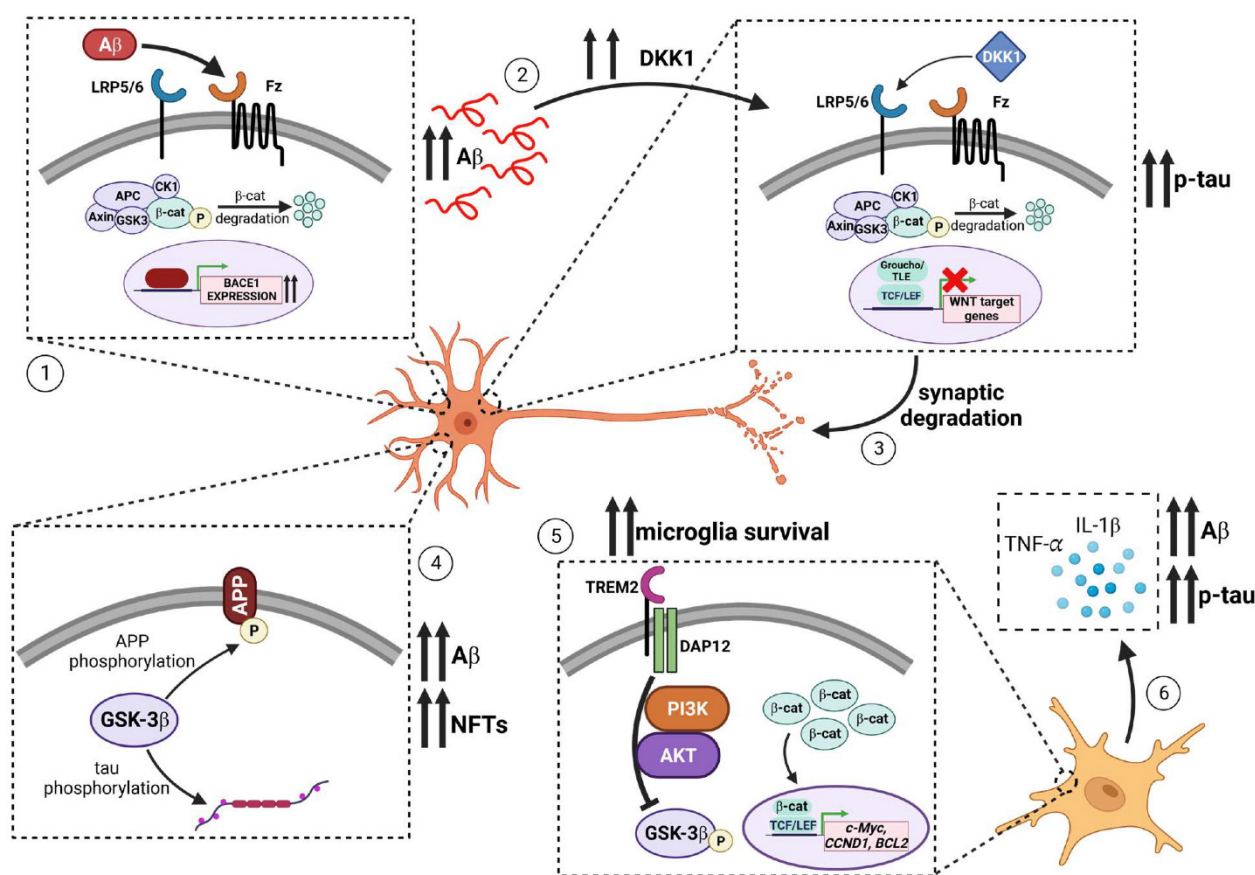 Aβ
LRP5/6
Fz
APC
CK1
Axin
GSK3
β-cat
P
β-cat
degradation
BACE1
EXPRESSION
1
Aβ
2
DKK1
DKK1
LRP5/6
Fz
APC
CK1
Axin
GSK3
β-cat
P
β-cat
degradation
Groucho/
TLE
TCF/LEF
WNT target
genes
p-tau
synaptic
degradation
3
4
APP
P
APP
phosphorylation
GSK-3β
tau
phosphorylation
Aβ
NFTs
5
microglia survival
TREM2
DAP12
PI3K
AKT
GSK-3β
P
β-cat
β-cat
β-cat
β-cat
β-cat
TCF/LEF
c-Myc,
CCND1, BCL2
TNF-α
IL-1β
Aβ
p-tau
6